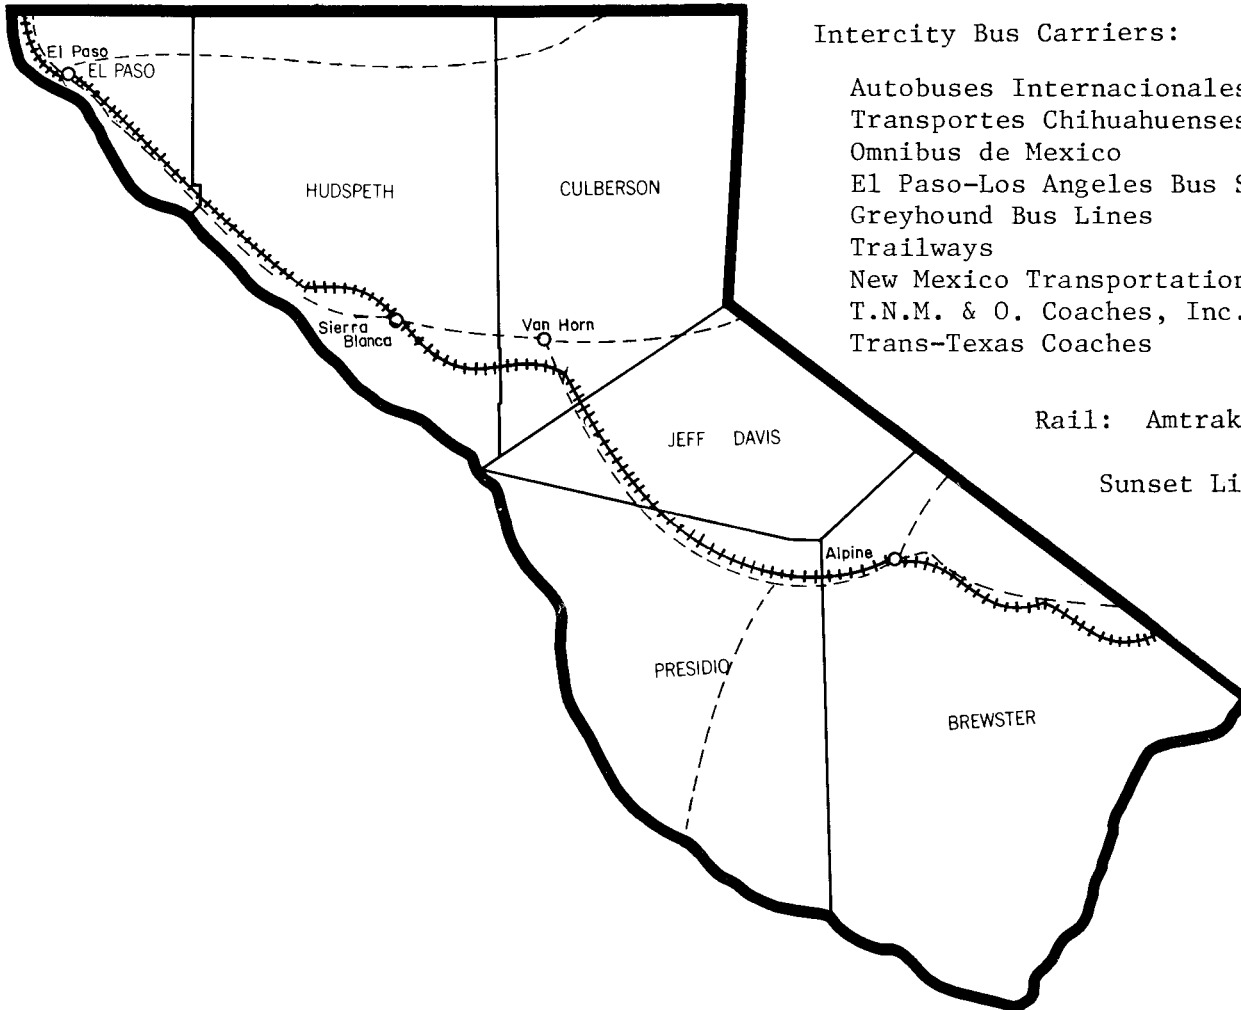 Intercity Bus Carriers:
Autobuses Internacionales
Transportes Chihuahuenses
Omnibus de Mexico
El Paso-Los Angeles Bus
Greyhound Bus Lines
Trailways
New Mexico Transportation
T.N.M. & O. Coaches, Inc.
Trans-Texas Coaches
Rail: Amtrak
Sunset
El Paso
EL PASO
HUDSPETH
CULBERSON
Sierra
Blanca
Van Horn
JEFF DAVIS
Alpine
PRESIDIO
BREWSTER